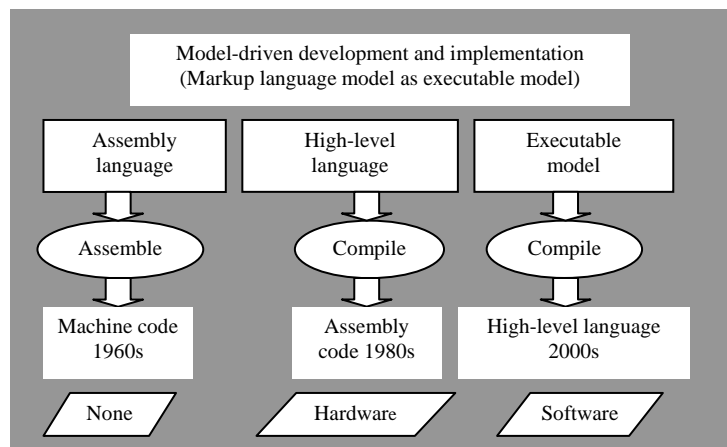 Model-driven development and implementation
(Markup language model as executable model)
Assembly
language
High-level
language
Executable
model
Assemble
Compile
Compile
Machine code
1960s
Assembly
code 1980s
High-level language
2000s
None
Hardware
Software